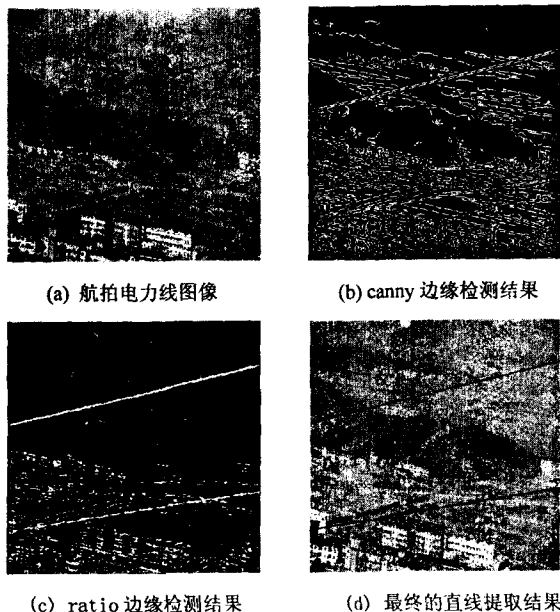 (a) 航拍电力线图像
(b) canny 边缘检测结果
(c) ratio 边缘检测结果
(d) 最终的直线提取结果